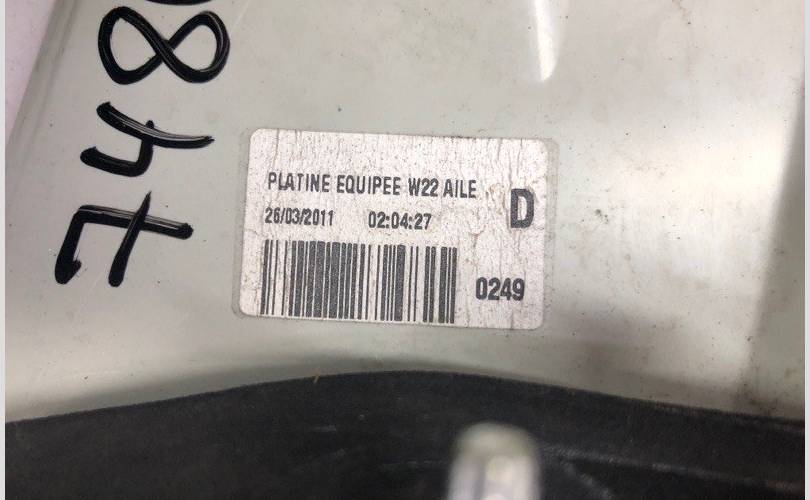 PLATINE EQUIPEE W22 AILE
D
26/03/2011 02:04:27
0249